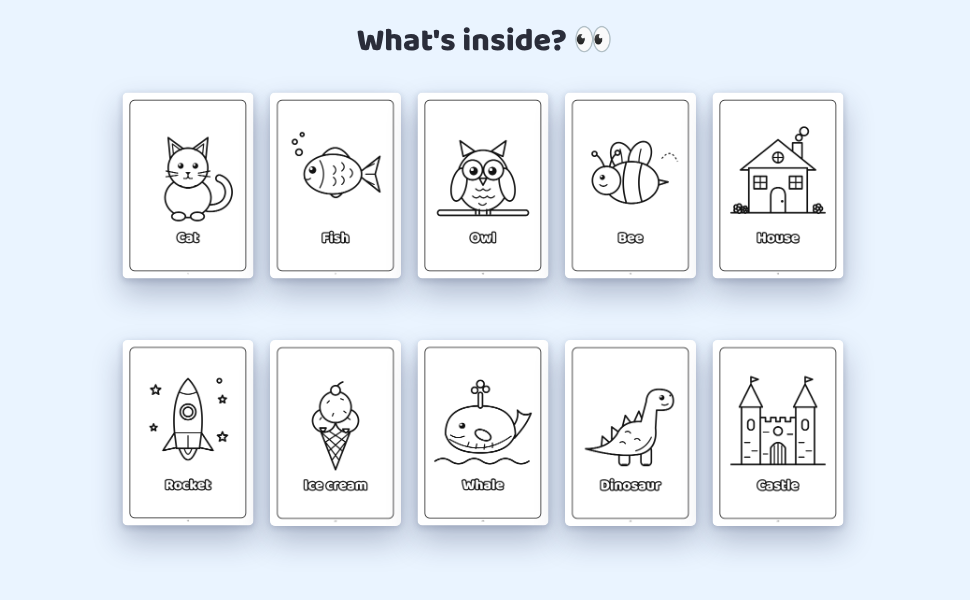 What's inside? 👀
Cat
Fish
Owl
Bee
House
Rocket
Ice cream
Whale
Dinosaur
Castle